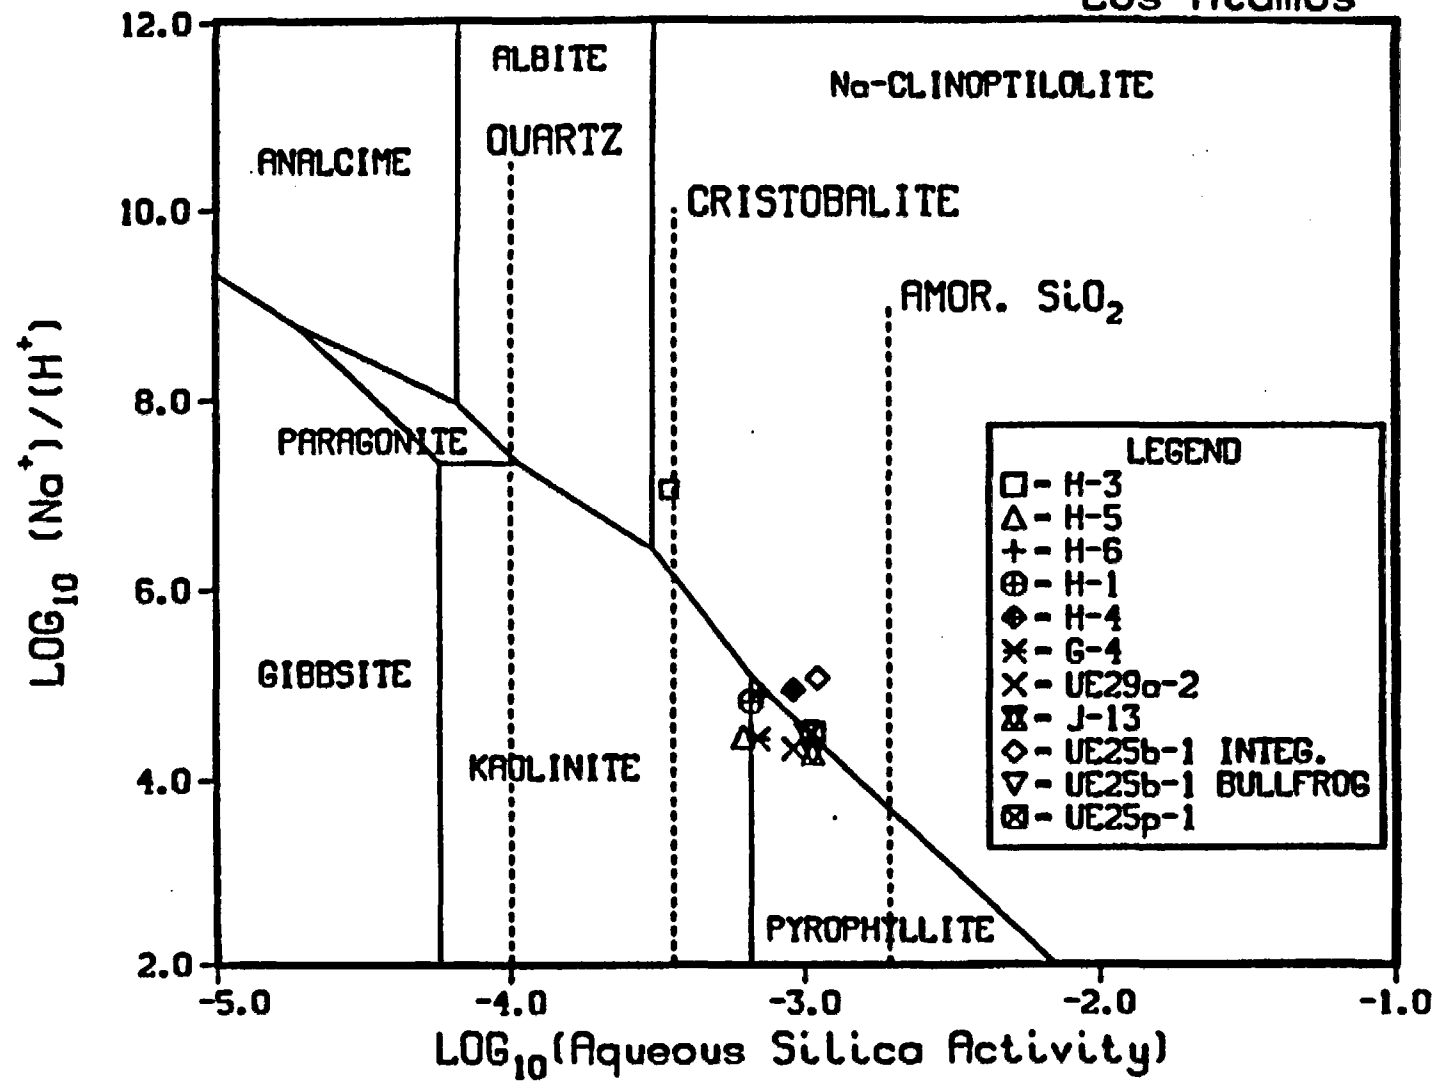 12.0
10.0
8.0
6.0
4.0
2.0
-5.0
-4.0
-3.0
-2.0
-1.0
LOG10 (Na+)/(H+)
LOG10(Aqueous Silica Activity)
ALBITE
Na-CLINOPTILOLITE
QUARTZ
ANALCIME
CRISTOBALITE
AMOR. SiO2
PARAGONITE
GIBBSITE
KAOLINITE
PYROPHYLLITE
LEGEND
- H-3
- H-5
- H-6
- H-1
- H-4
- G-4
- UE29a-2
- J-13
- UE25b-1 INTEG.
- UE25b-1 BULLFROG
- UE25p-1